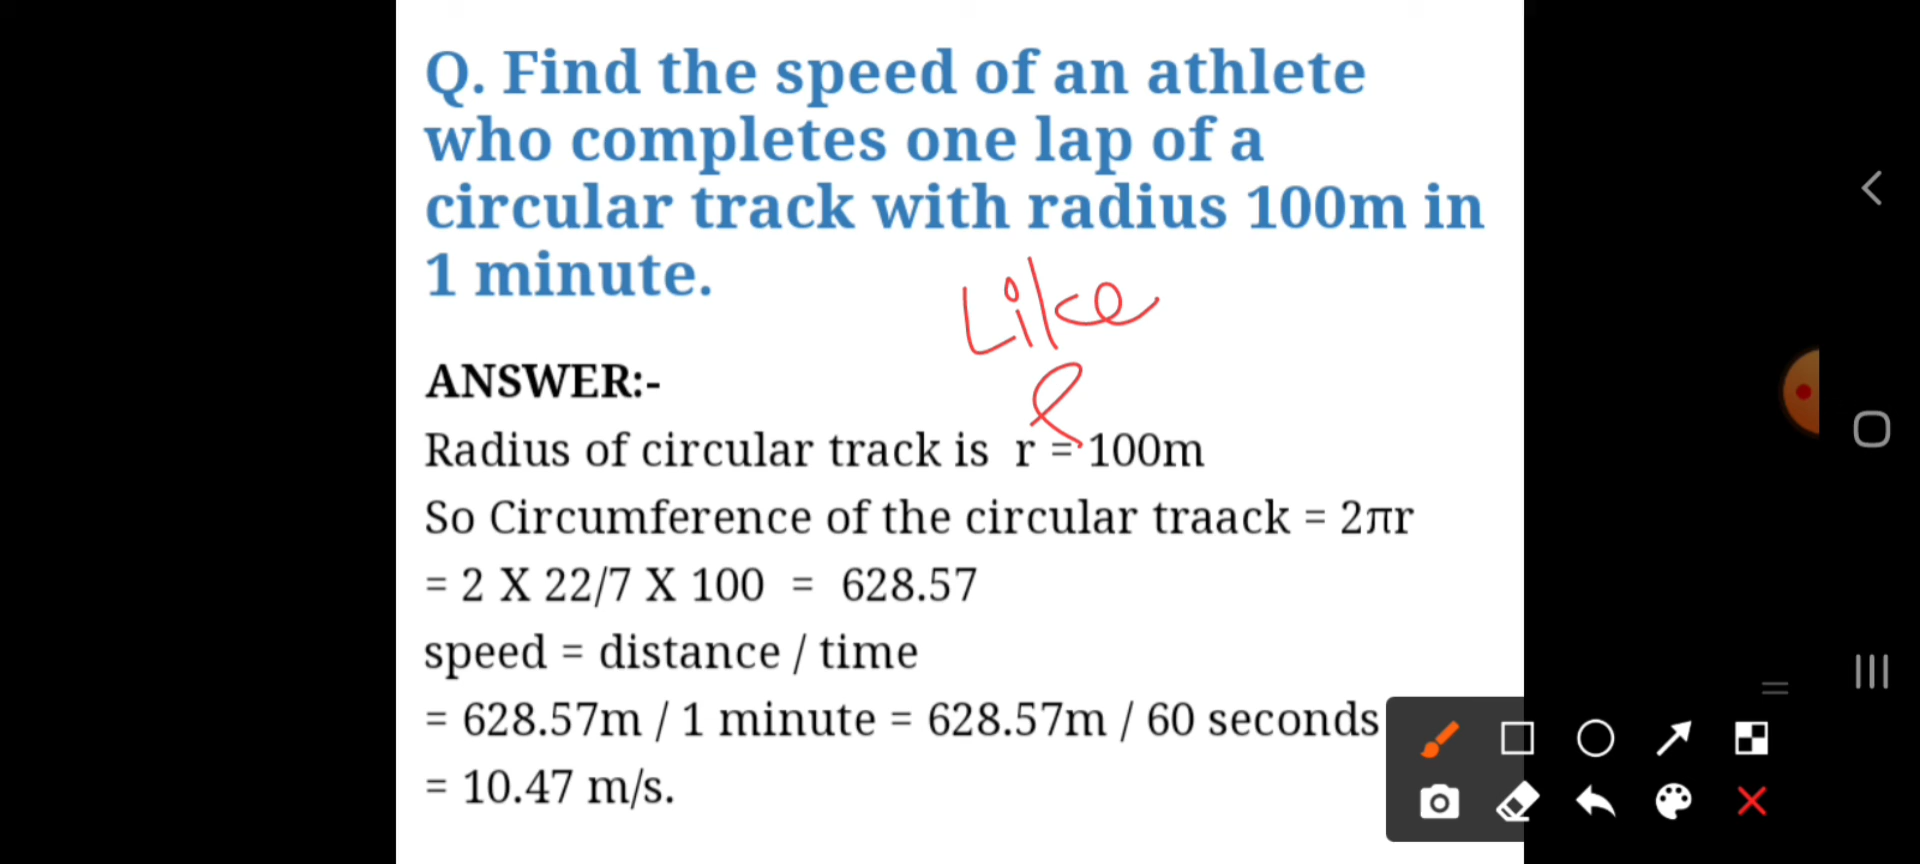 Q. Find the speed of an athlete
who completes one lap of a
circular track with radius 100m in
1 minute.
Like
ANSWER:-
Radius of circular track is r = 100m
So Circumference of the circular traack = 2πr
= 2 X 22/7 X 100 = 628.57
speed = distance / time
= 628.57m / 1 minute = 628.57m / 60 seconds
= 10.47 m/s.